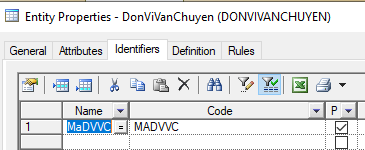 Entity Properties - DonViVanChuyen (DONVIVANCHUYEN)
General Attributes Identifiers Definition Rules
Name Code P
1 MaDVVC = MADVVC